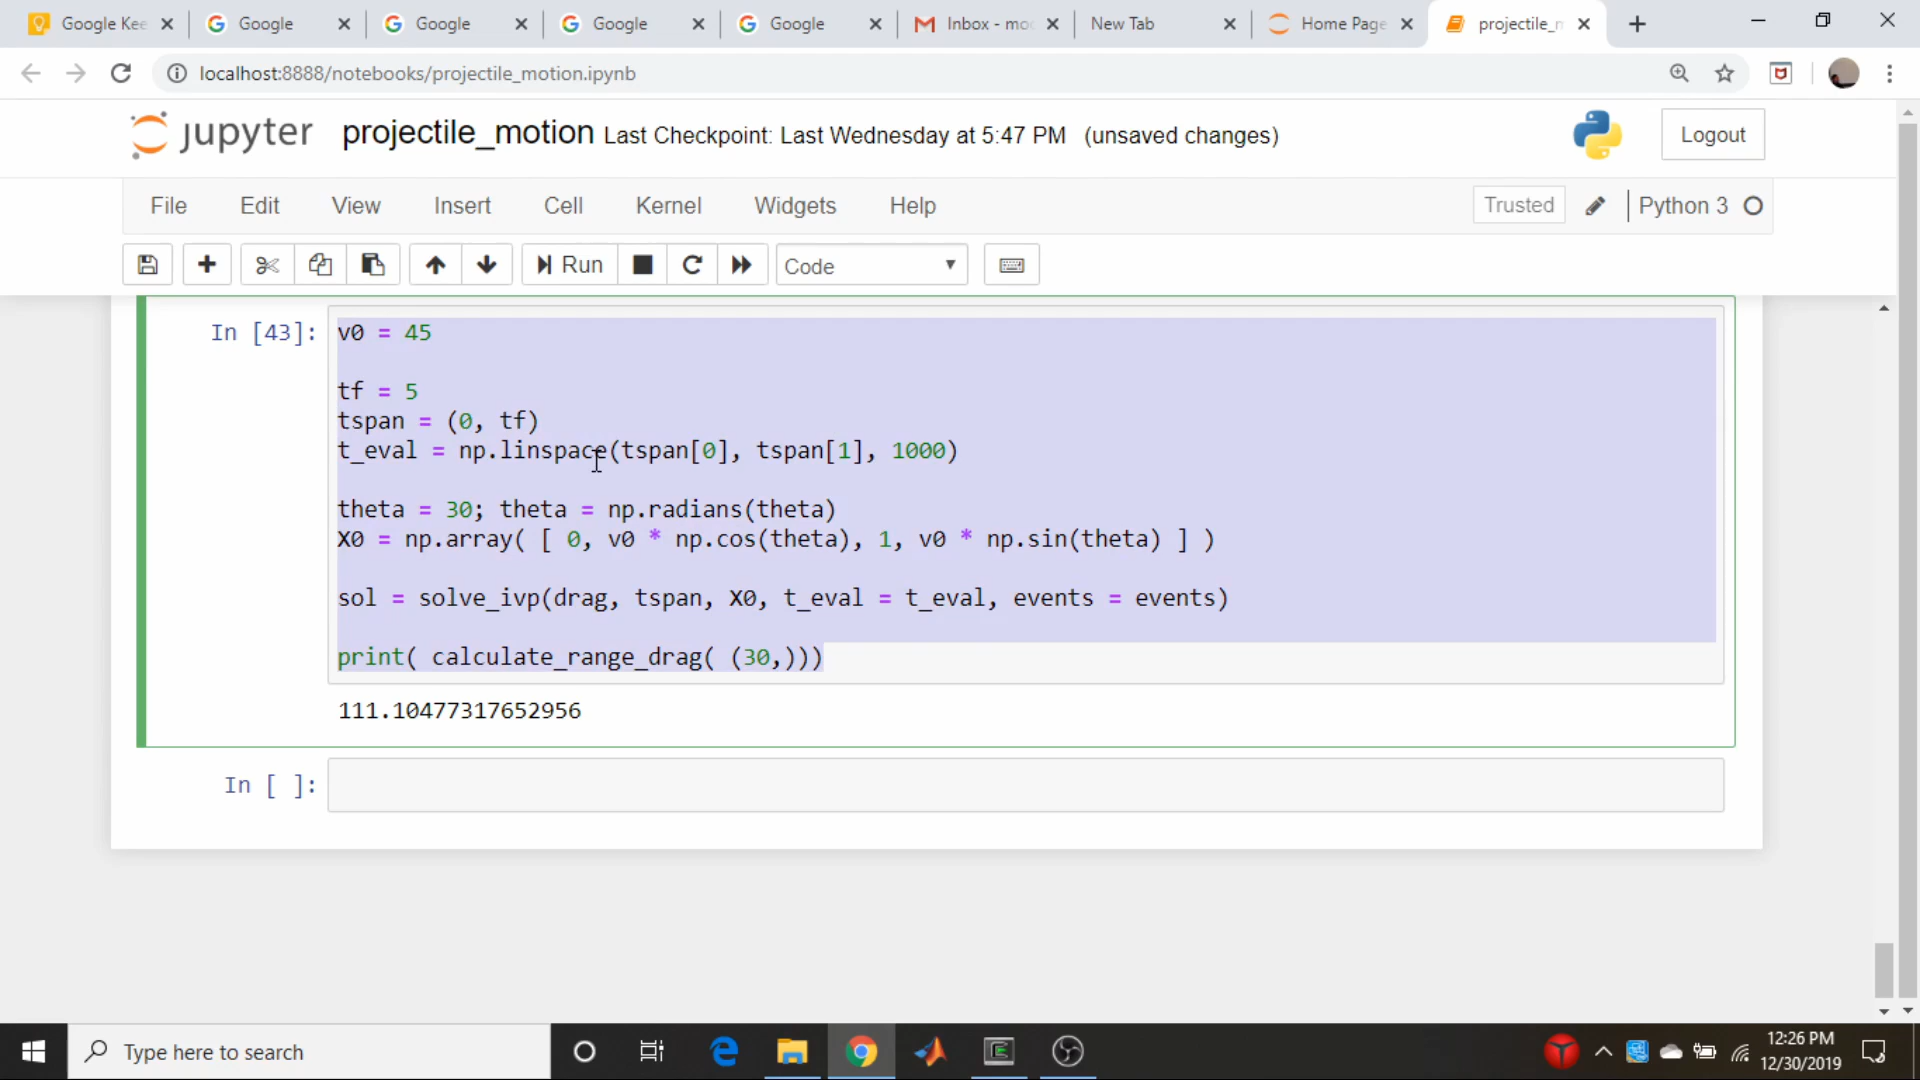 Google Kee
Google
Google
Google
Google
Inbox - mo
New Tab
Home Page
projectile_m
localhost:8888/notebooks/projectile_motion.ipynb
jupyter projectile_motion Last Checkpoint: Last Wednesday at 5:47 PM (unsaved changes)
Logout
File Edit View Insert Cell Kernel Widgets Help
Trusted Python 3
Run Code
In [43]:
v0 = 45
tf = 5
tspan = (0, tf)
t_eval = np.linspace(tspan[0], tspan[1], 1000)
theta = 30; theta = np.radians(theta)
X0 = np.array( [ 0, v0 * np.cos(theta), 1, v0 * np.sin(theta) ] )
sol = solve_ivp(drag, tspan, X0, t_eval = t_eval, events = events)
print( calculate_range_drag( (30,)))
111.10477317652956
In [ ]:
Type here to search
12:26 PM
12/30/2019